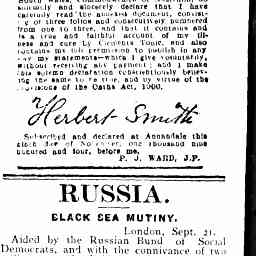 South Wales,
sincerely and sincerely declare that I have
carefully read the annexed document, consist-
of three folios and consecutively numbered
from one to three, and that it contains and
is a true and faithful account of my ill-
ness and cure by Clements Tonic, and also
contains my full permission to publish in any
way my statements—which I give voluntarily,
without receiving any payment; and I make
this solemn declaration conscientiously believ-
ing the same to be true, and by virtue of the
provisions of the Oaths Act, 1900.
Herbert Smith
Subscribed and declared at Annandale this
day of November, one thousand nine
hundred and four, before me,
P. J. WARD, J.P.
RUSSIA.
BLACK SEA MUTINY.
London, Sept. 21.
Aided by the Russian Bund of Social
Democrats, and with the connivance of two